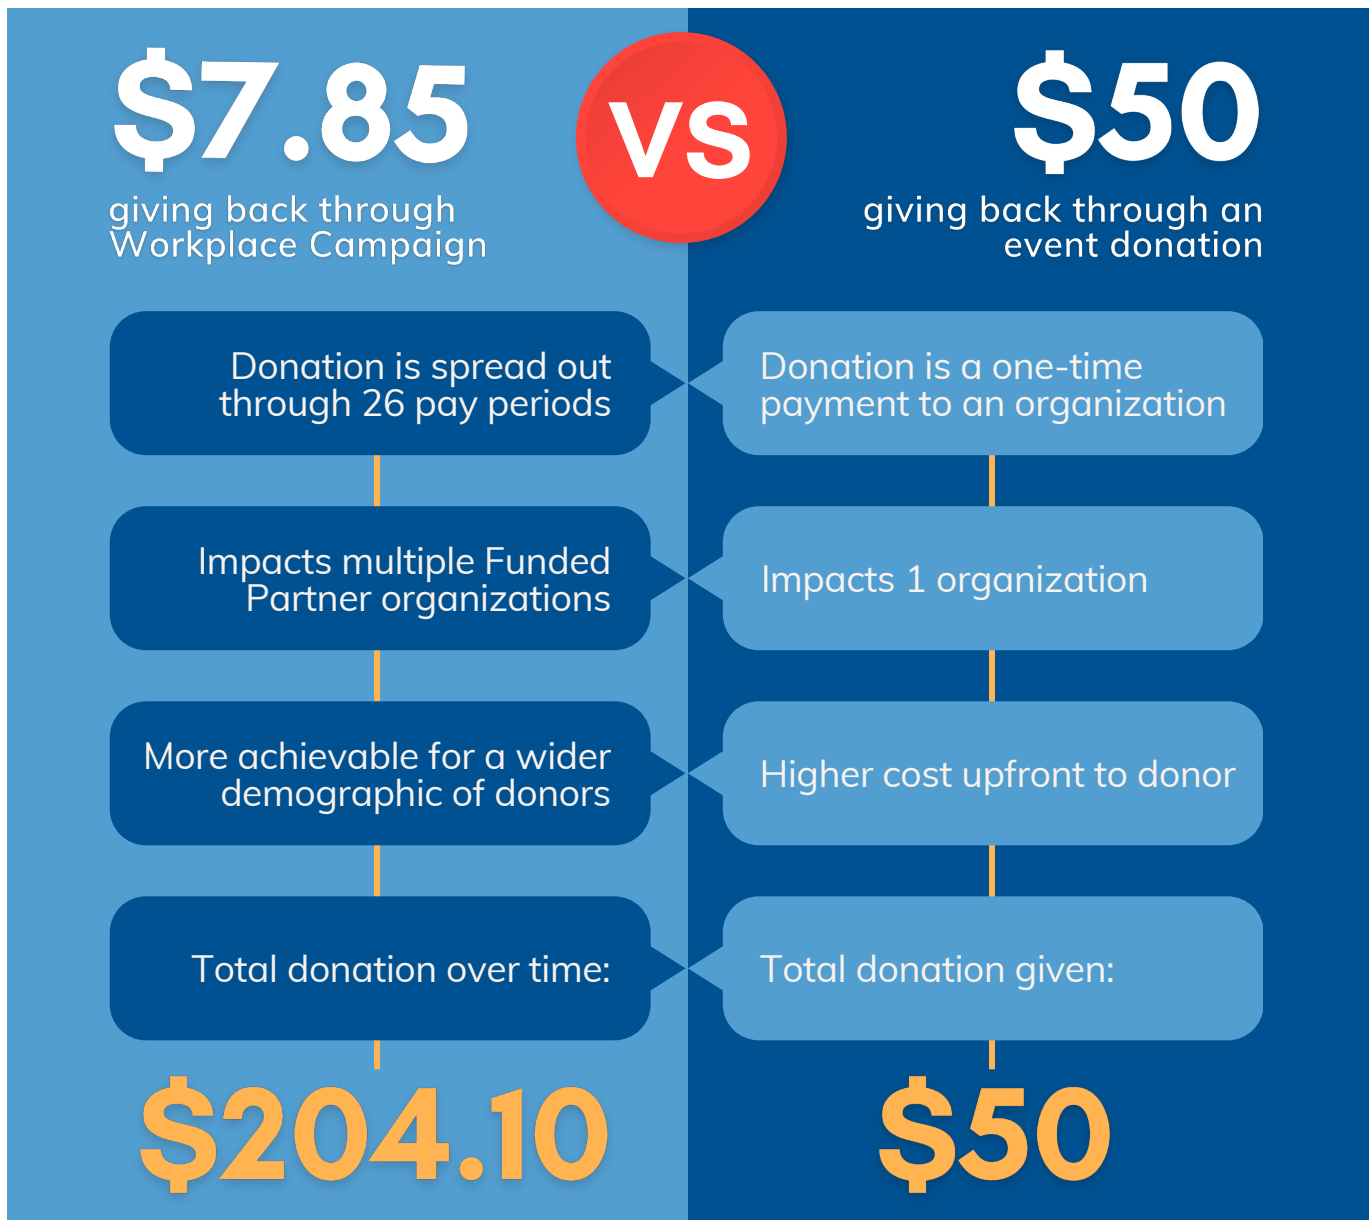 $7.85
giving back through
Workplace Campaign
VS
$50
giving back through an
event donation
Donation is spread out
through 26 pay periods
Donation is a one-time
payment to an organization
Impacts multiple Funded
Partner organizations
Impacts 1 organization
More achievable for a wider
demographic of donors
Higher cost upfront to donor
Total donation over time:
Total donation given:
$204.10
$50